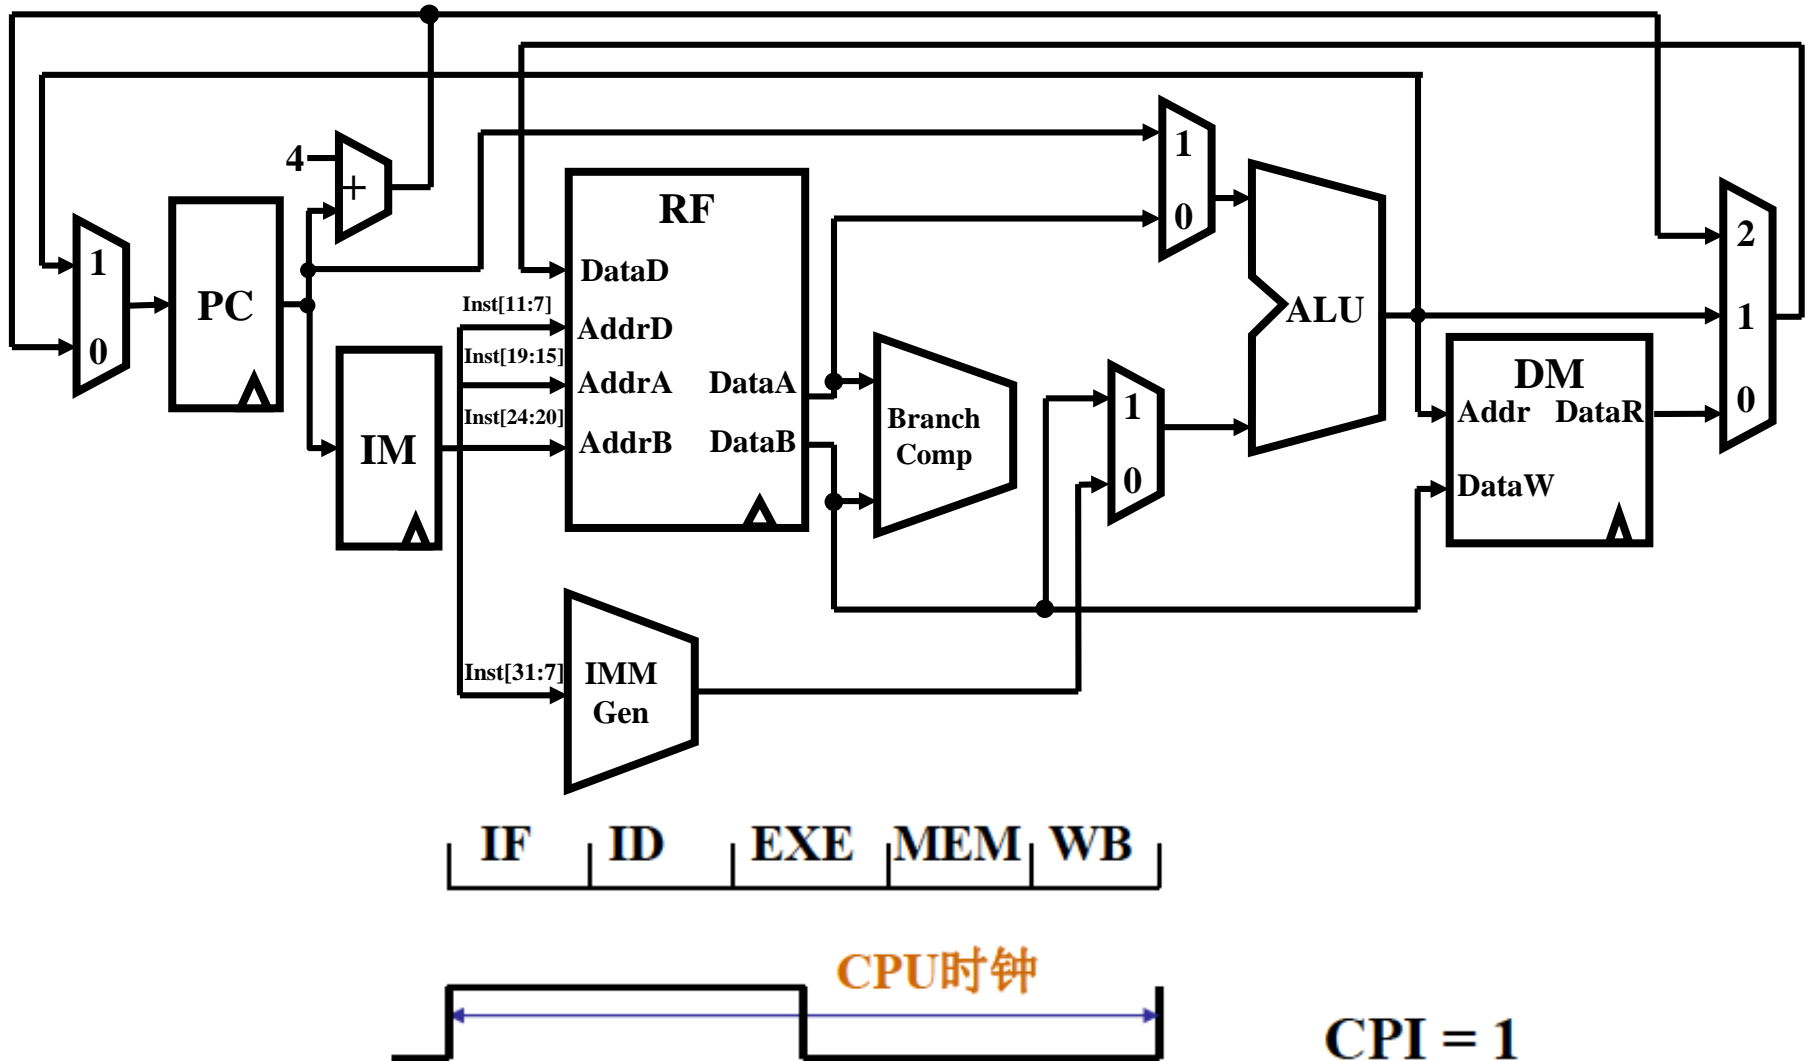 4
+
1
0
PC
IM
Inst[11:7]
Inst[19:15]
Inst[24:20]
Inst[31:7]
RF
DataD
AddrD
AddrA
AddrB
DataA
DataB
IMM
Gen
Branch
Comp
1
0
1
0
ALU
DM
Addr
DataR
DataW
2
1
0
IF
ID
EXE
MEM
WB
CPU时钟
CPI = 1